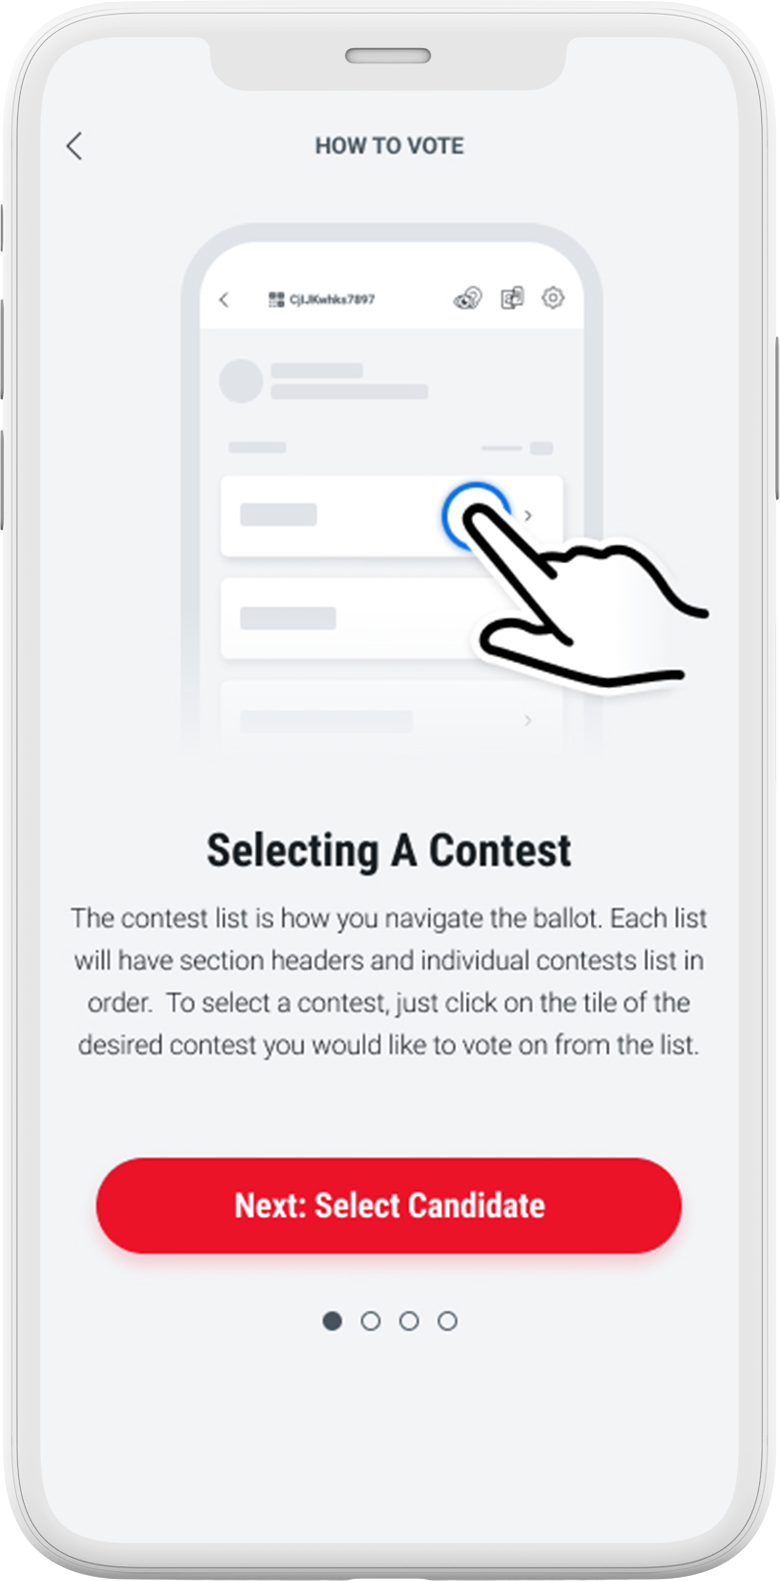 HOW TO VOTE
CjIJKwhks7897
Selecting A Contest
The contest list is how you navigate the ballot. Each list
will have section headers and individual contests list in
order.  To select a contest, just click on the tile of the
desired contest you would like to vote on from the list.
Next: Select Candidate